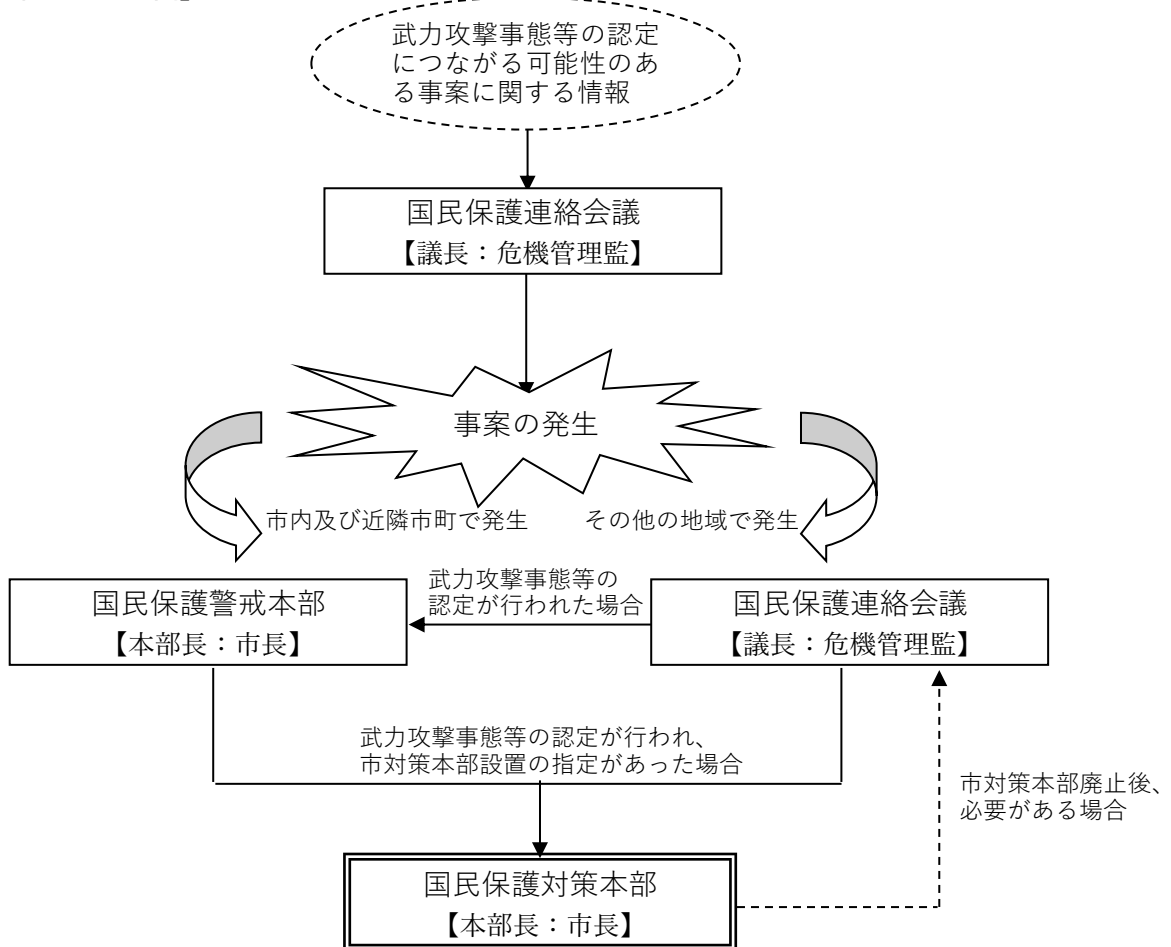 武力攻撃事態等の認定
につながる可能性のあ
る事案に関する情報
国民保護連絡会議
【議長：危機管理監】
事案の発生
市内及び近隣市町で発生
その他の地域で発生
国民保護警戒本部
【本部長：市長】
武力攻撃事態等の
認定が行われた場合
国民保護連絡会議
【議長：危機管理監】
武力攻撃事態等の認定が行われ、
市対策本部設置の指定があった場合
市対策本部廃止後、
必要がある場合
国民保護対策本部
【本部長：市長】